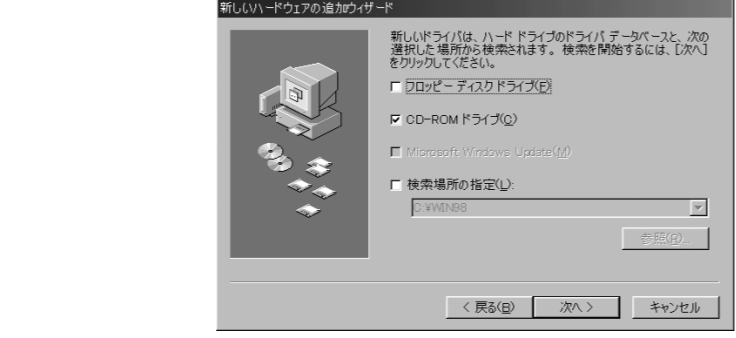 新しいハードウェアの追加ウィザード
新しいドライバは、ハード ドライブのドライバ データベースと、次の
選択した場所から検索されます。 検索を開始するには、[次へ]
をクリックしてください。
フロッピー ディスク ドライブ(F)
CD-ROM ドライブ(C)
Microsoft Windows Update(M)
検索場所の指定(L):
C:¥WIN98
参照(R)...
< 戻る(B)
次へ >
キャンセル